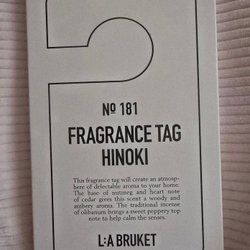 Nº 181
FRAGRANCE TAG
HINOKI
This fragrance tag will create an atmosp-
here of delectable aroma to your home.
The base of nutmeg and heart note
of cedar gives this scent a woody and
ambery aroma. The traditional incense
of olibanum brings a sweet peppery top
note to help calm the senses.
L:A BRUKET